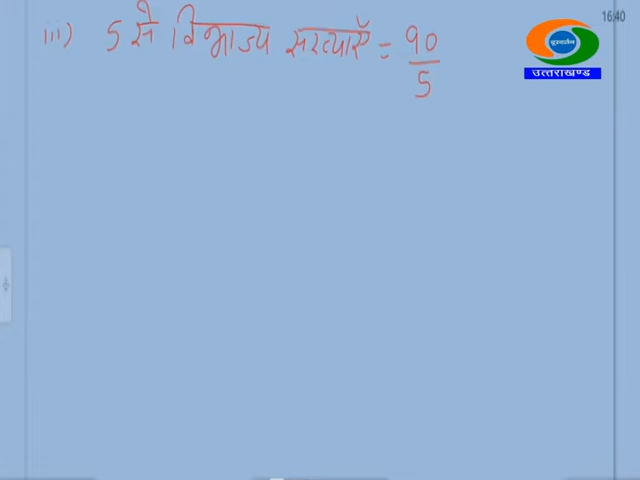 16:40
iii) 5 से विभाज्य संख्याएँ = 90
5
दूरदर्शन
उत्तराखण्ड